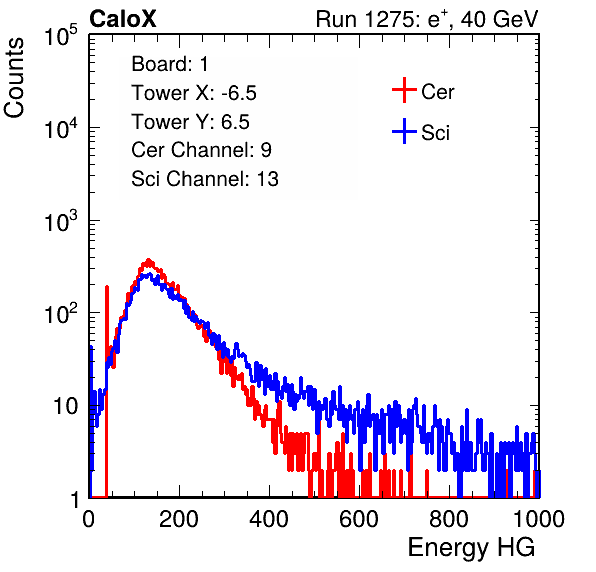 CaloX Run 1275: e⁺, 40 GeV
Counts
10⁵
10⁴
10³
10²
10
1
Board: 1
Tower X: -6.5
Tower Y: 6.5
Cer Channel: 9
Sci Channel: 13
Cer
Sci
0 200 400 600 800 1000
Energy HG